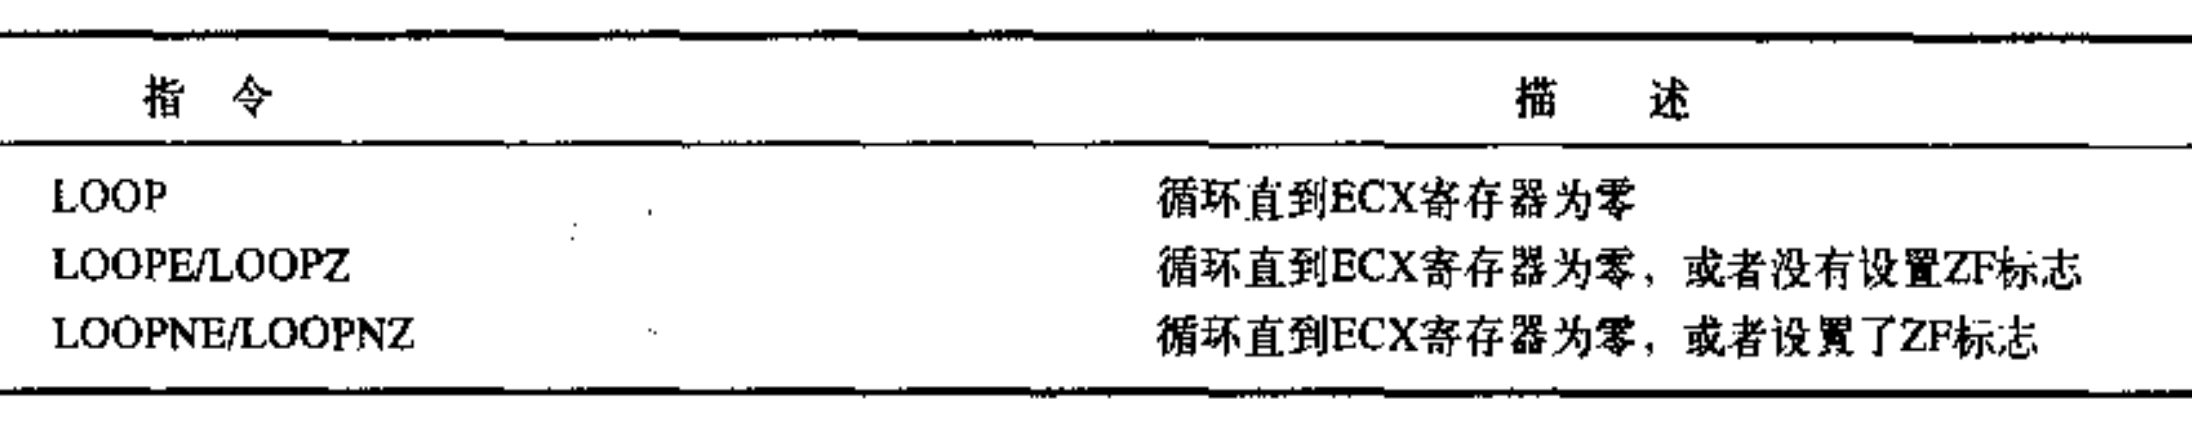 指 令 描 述
LOOP 循环直到ECX寄存器为零
LOOPE/LOOPZ 循环直到ECX寄存器为零，或者没有设置ZF标志
LOOPNE/LOOPNZ 循环直到ECX寄存器为零，或者设置了ZF标志